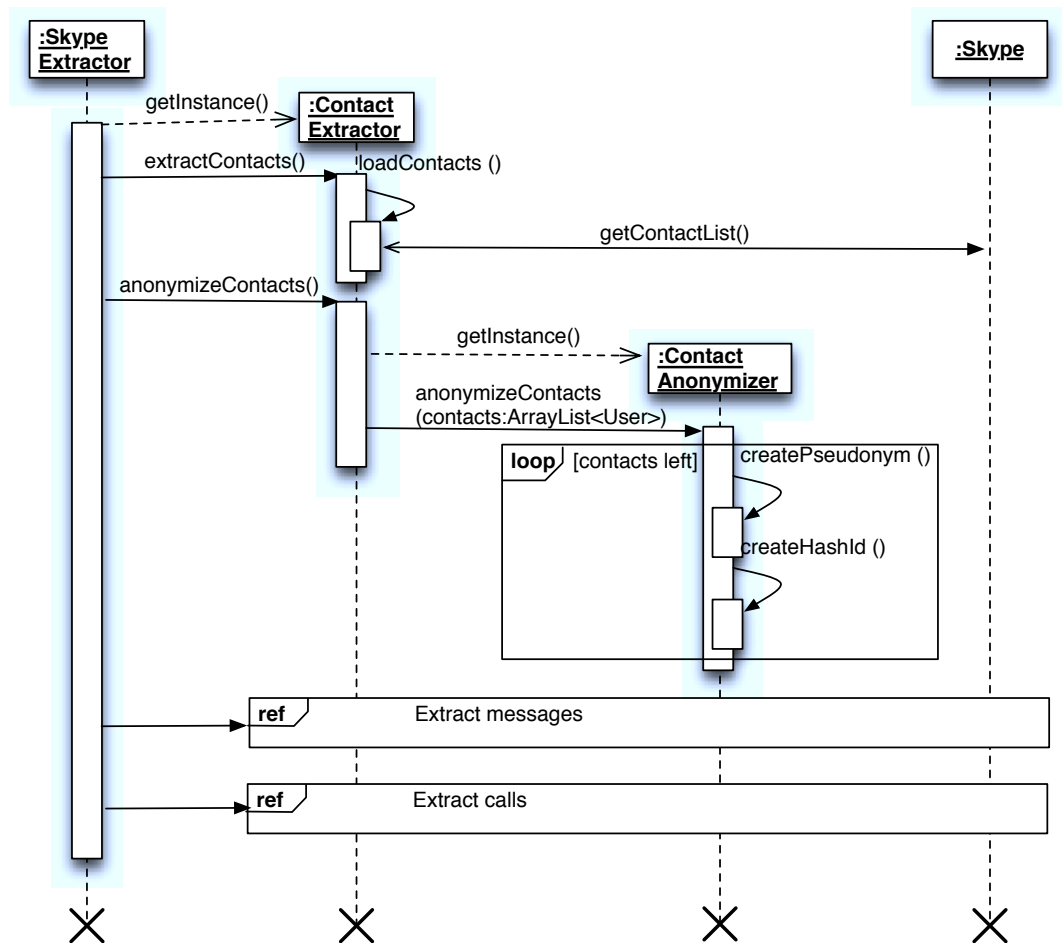 :Skype
Extractor
:Skype
getInstance()
:Contact
Extractor
extractContacts()
loadContacts ()
getContactList()
anonymizeContacts()
getInstance()
:Contact
Anonymizer
anonymizeContacts
(contacts:ArrayList<User>)
loop [contacts left]
createPseudonym ()
createHashId ()
ref Extract messages
ref Extract calls